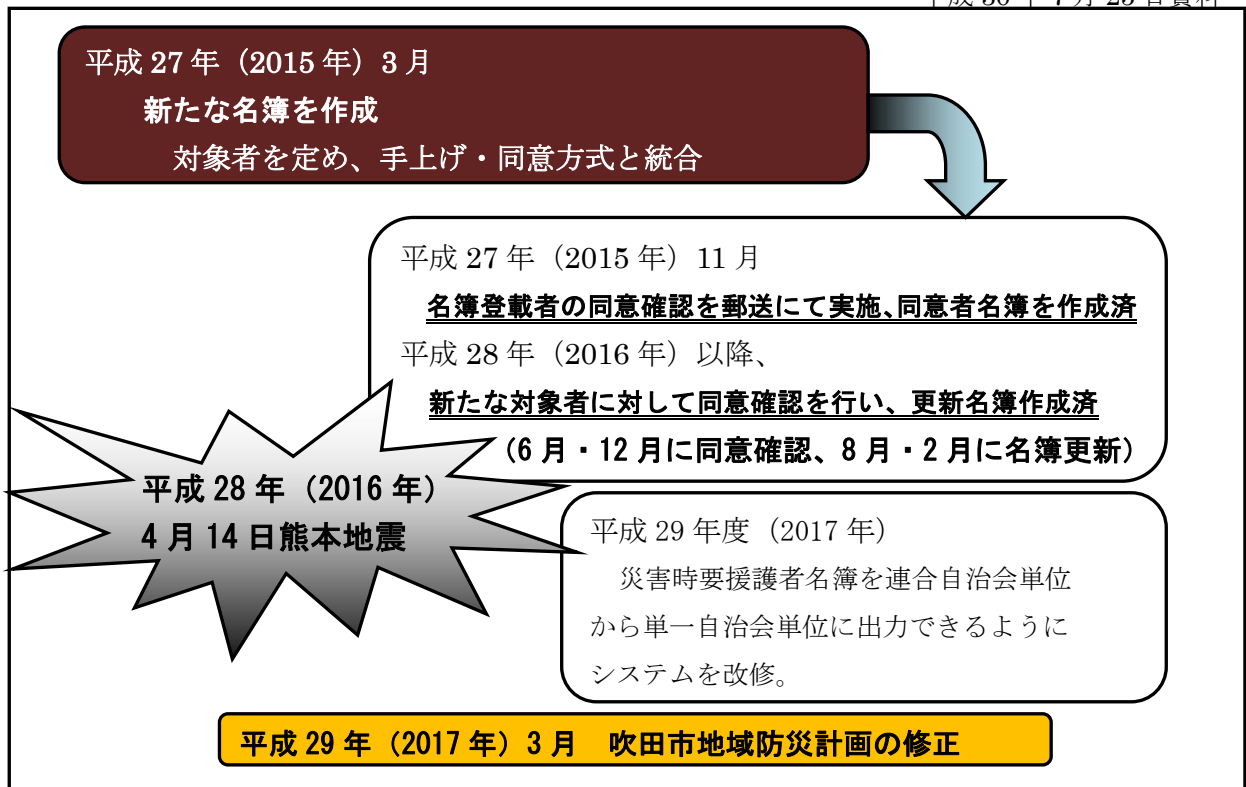 平成 27 年（2015 年）3 月
新たな名簿を作成
対象者を定め、手上げ・同意方式と統合
平成 27 年（2015 年）11 月
名簿登載者の同意確認を郵送にて実施、同意者名簿を作成済
平成 28 年（2016 年）以降、
新たな対象者に対して同意確認を行い、更新名簿作成済
（6 月・12 月に同意確認、8 月・2 月に名簿更新）
平成 28 年（2016 年）
4 月 14 日熊本地震
平成 29 年度（2017 年）
災害時要援護者名簿を連合自治会単位
から単一自治会単位に出力できるように
システムを改修。
平成 29 年（2017 年）3 月　吹田市地域防災計画の修正